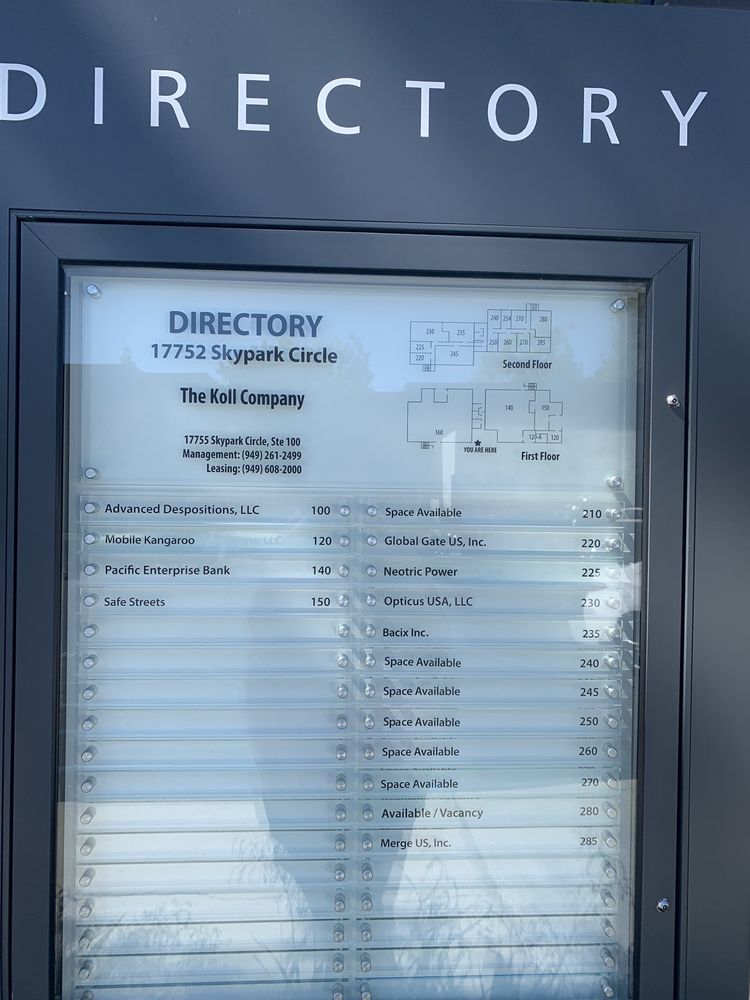 DIRECTORY
DIRECTORY
17752 Skypark Circle
The Koll Company
17755 Skypark Circle, Ste 100
Management: (949) 261-2499
Leasing: (949) 608-2000
240 254 210 280
230 235
225
220 245
250 260 270 285
Second Floor
140 150
160
120-A 120
YOU ARE HERE
First Floor
Advanced Despositions, LLC 100
Mobile Kangaroo 120
Pacific Enterprise Bank 140
Safe Streets 150
Space Available 210
Global Gate US, Inc. 220
Neotric Power 225
Opticus USA, LLC 230
Bacix Inc. 235
Space Available 240
Space Available 245
Space Available 250
Space Available 260
Space Available 270
Available / Vacancy 280
Merge US, Inc. 285